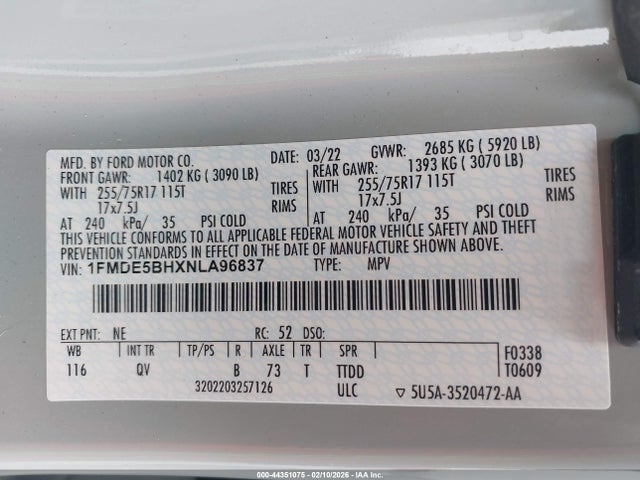 MFD. BY FORD MOTOR CO. DATE: 03/22 GVWR: 2685 KG ( 5920 LB)
FRONT GAWR: 1402 KG ( 3090 LB) REAR GAWR: 1393 KG ( 3070 LB)
WITH 255/75R17 115T TIRES WITH 255/75R17 115T TIRES
17x7.5J RIMS 17x7.5J RIMS
AT 240 kPa/ 35 PSI COLD AT 240 kPa/ 35 PSI COLD
THIS VEHICLE CONFORMS TO ALL APPLICABLE FEDERAL MOTOR VEHICLE SAFETY AND THEFT
PREVENTION STANDARDS IN EFFECT ON THE DATE OF MANUFACTURE SHOWN ABOVE.
VIN: 1FMDE5BHXNLA96837 TYPE: MPV
EXT PNT: NE RC: 52 DSO:
WB INT TR TP/PS R AXLE TR SPR F0338
116 QV B 73 T TTDD T0609
3202203257126 ULC ▽ 5U5A-3520472-AA
000-44351075 - 02/10/2026 - IAA Inc.